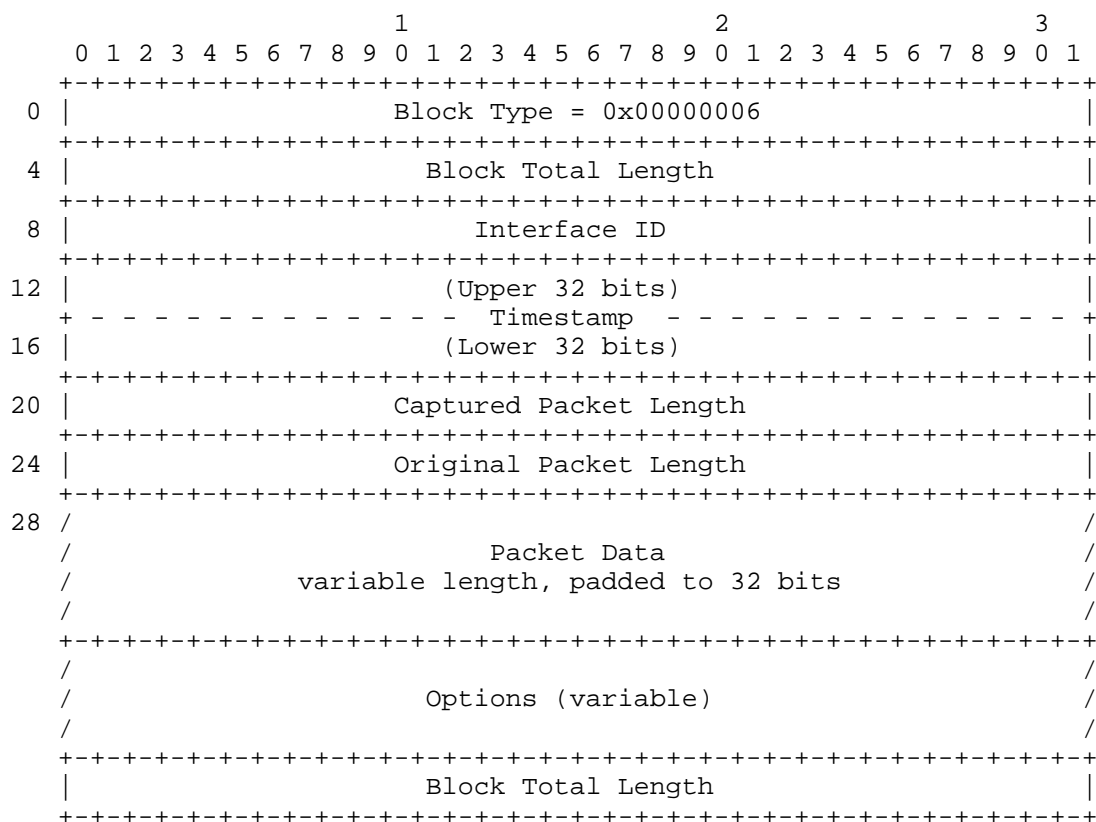 1                   2                   3
    0 1 2 3 4 5 6 7 8 9 0 1 2 3 4 5 6 7 8 9 0 1 2 3 4 5 6 7 8 9 0 1
   +-+-+-+-+-+-+-+-+-+-+-+-+-+-+-+-+-+-+-+-+-+-+-+-+-+-+-+-+-+-+-+-+
 0 |                    Block Type = 0x00000006                    |
   +-+-+-+-+-+-+-+-+-+-+-+-+-+-+-+-+-+-+-+-+-+-+-+-+-+-+-+-+-+-+-+-+
 4 |                      Block Total Length                       |
   +-+-+-+-+-+-+-+-+-+-+-+-+-+-+-+-+-+-+-+-+-+-+-+-+-+-+-+-+-+-+-+-+
 8 |                         Interface ID                          |
   +-+-+-+-+-+-+-+-+-+-+-+-+-+-+-+-+-+-+-+-+-+-+-+-+-+-+-+-+-+-+-+-+
12 |                       (Upper 32 bits)                         |
   + - - - - - - - - - - - -  Timestamp  - - - - - - - - - - - - - - +
16 |                       (Lower 32 bits)                         |
   +-+-+-+-+-+-+-+-+-+-+-+-+-+-+-+-+-+-+-+-+-+-+-+-+-+-+-+-+-+-+-+-+
20 |                    Captured Packet Length                     |
   +-+-+-+-+-+-+-+-+-+-+-+-+-+-+-+-+-+-+-+-+-+-+-+-+-+-+-+-+-+-+-+-+
24 |                    Original Packet Length                     |
   +-+-+-+-+-+-+-+-+-+-+-+-+-+-+-+-+-+-+-+-+-+-+-+-+-+-+-+-+-+-+-+-+
28 /                                                               /
   /                          Packet Data                          /
   /              variable length, padded to 32 bits               /
   /                                                               /
   +-+-+-+-+-+-+-+-+-+-+-+-+-+-+-+-+-+-+-+-+-+-+-+-+-+-+-+-+-+-+-+-+
   /                                                               /
   /                      Options (variable)                       /
   /                                                               /
   +-+-+-+-+-+-+-+-+-+-+-+-+-+-+-+-+-+-+-+-+-+-+-+-+-+-+-+-+-+-+-+-+
   |                      Block Total Length                       |
   +-+-+-+-+-+-+-+-+-+-+-+-+-+-+-+-+-+-+-+-+-+-+-+-+-+-+-+-+-+-+-+-+